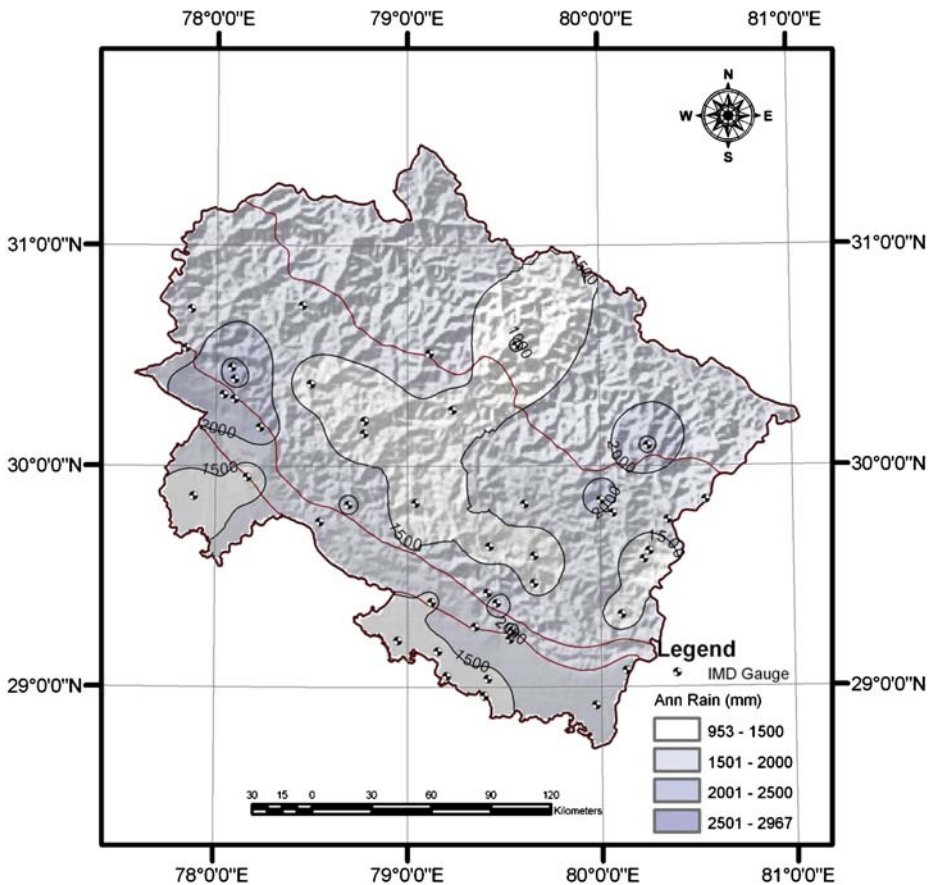 78°0'0"E 79°0'0"E 80°0'0"E 81°0'0"E
N
W E
S
31°0'0"N 31°0'0"N
1500
1000
2000
30°0'0"N 30°0'0"N
1500
2000
2000
1500
1500
2000
1500
29°0'0"N 29°0'0"N
Legend
IMD Gauge
Ann Rain (mm)
953 - 1500
1501 - 2000
2001 - 2500
2501 - 2967
30 15 0 30 60 90 120
Kilometers
78°0'0"E 79°0'0"E 80°0'0"E 81°0'0"E